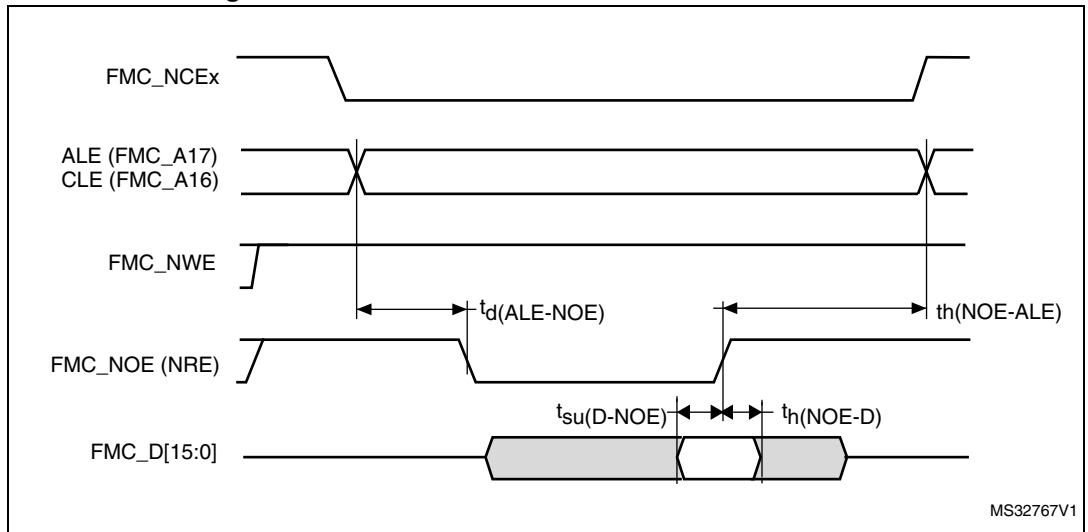 FMC_NCEx
ALE (FMC_A17)
CLE (FMC_A16)
FMC_NWE
td(ALE-NOE)
th(NOE-ALE)
FMC_NOE (NRE)
tsu(D-NOE)
th(NOE-D)
FMC_D[15:0]
MS32767V1